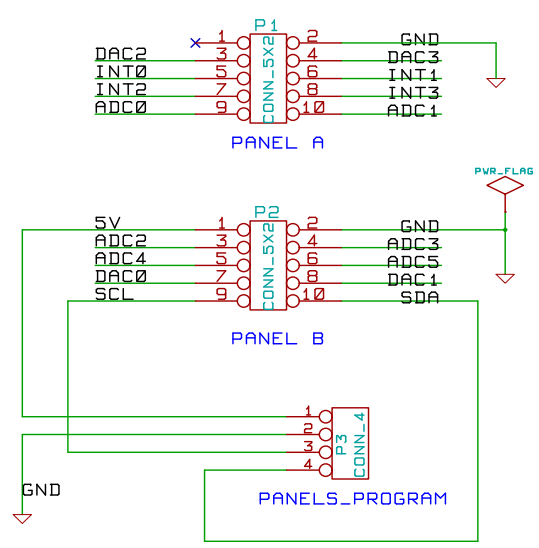 P1
1 2 GND
DAC2 3 4 DAC3
INT0 5 6 INT1
INT2 7 8 INT3
ADC0 9 10 ADC1
CONN_5X2
PANEL A
PWR_FLAG
P2
5V 1 2 GND
ADC2 3 4 ADC3
ADC4 5 6 ADC5
DAC0 7 8 DAC1
SCL 9 10 SDA
CONN_5X2
PANEL B
1
2
3
4
P3
CONN_4
GND
PANELS_PROGRAM